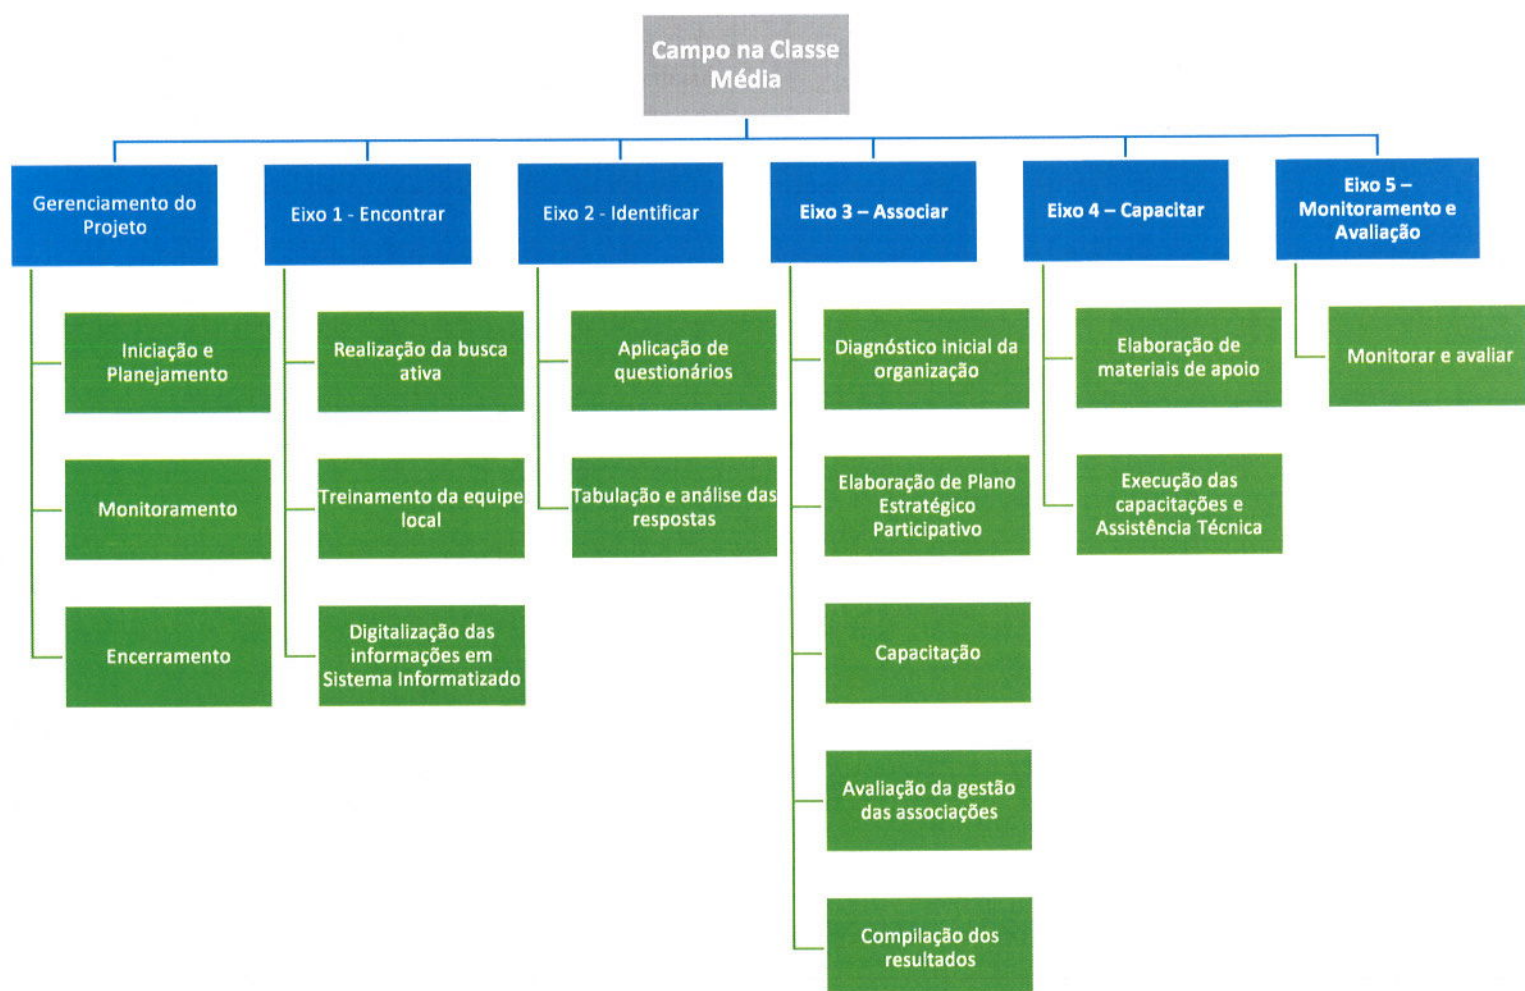 Campo na Classe
Média
Gerenciamento do
Projeto
Iniciação e
Planejamento
Monitoramento
Encerramento
Eixo 1 - Encontrar
Realização da busca
ativa
Treinamento da equipe
local
Digitalização das
informações em
Sistema Informatizado
Eixo 2 - Identificar
Aplicação de
questionários
Tabulação e análise das
respostas
Eixo 3 – Associar
Diagnóstico inicial da
organização
Elaboração de Plano
Estratégico
Participativo
Capacitação
Avaliação da gestão
das associações
Compilação dos
resultados
Eixo 4 – Capacitar
Elaboração de
materiais de apoio
Execução das
capacitações e
Assistência Técnica
Eixo 5 –
Monitoramento e
Avaliação
Monitorar e avaliar